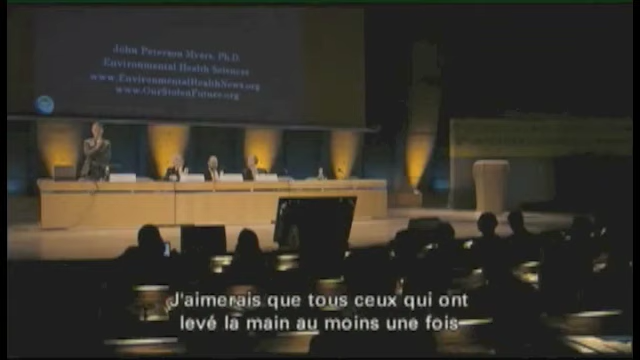 John Peterson Myers, Ph.D.
Environmental Health Sciences
www.EnvironmentalHealthNews.org
www.OurStolenFuture.org
J'aimerais que tous ceux qui ont
levé la main au moins une fois